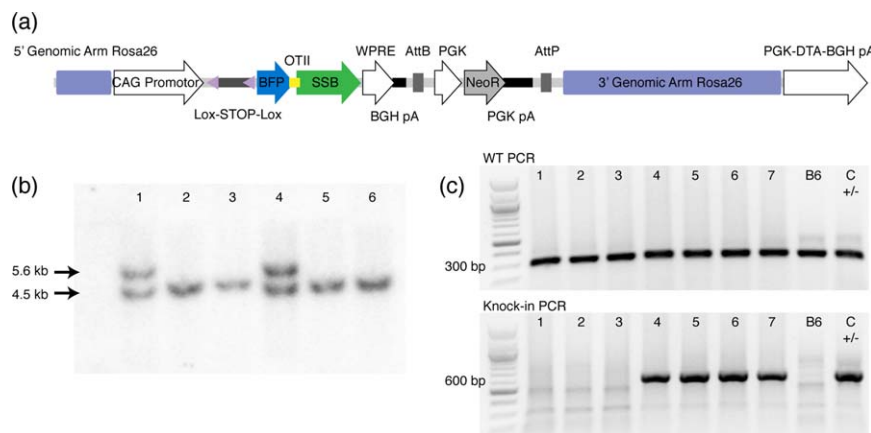 (a)
5' Genomic Arm Rosa26
OTII
WPRE
AttB
PGK
AttP
PGK-DTA-BGH pA
CAG Promotor
BFP
SSB
NeoR
3' Genomic Arm Rosa26
Lox-STOP-Lox
BGH pA
PGK pA
(b)
1 2 3 4 5 6
5.6 kb
4.5 kb
(c)
WT PCR
1 2 3 4 5 6 7 B6 C
+/-
300 bp
Knock-in PCR
1 2 3 4 5 6 7 B6 C
+/-
600 bp